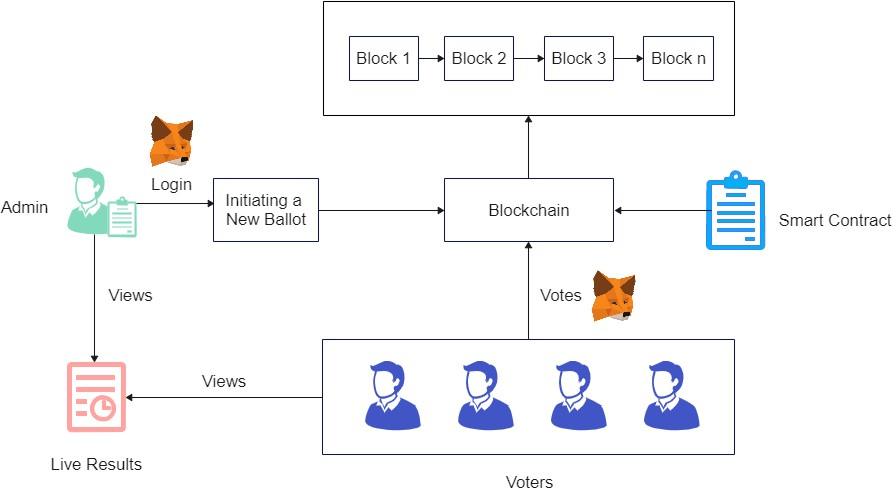 Block 1
Block 2
Block 3
Block n
Login
Admin
Initiating a
New Ballot
Blockchain
Smart Contract
Views
Votes
Views
Live Results
Voters